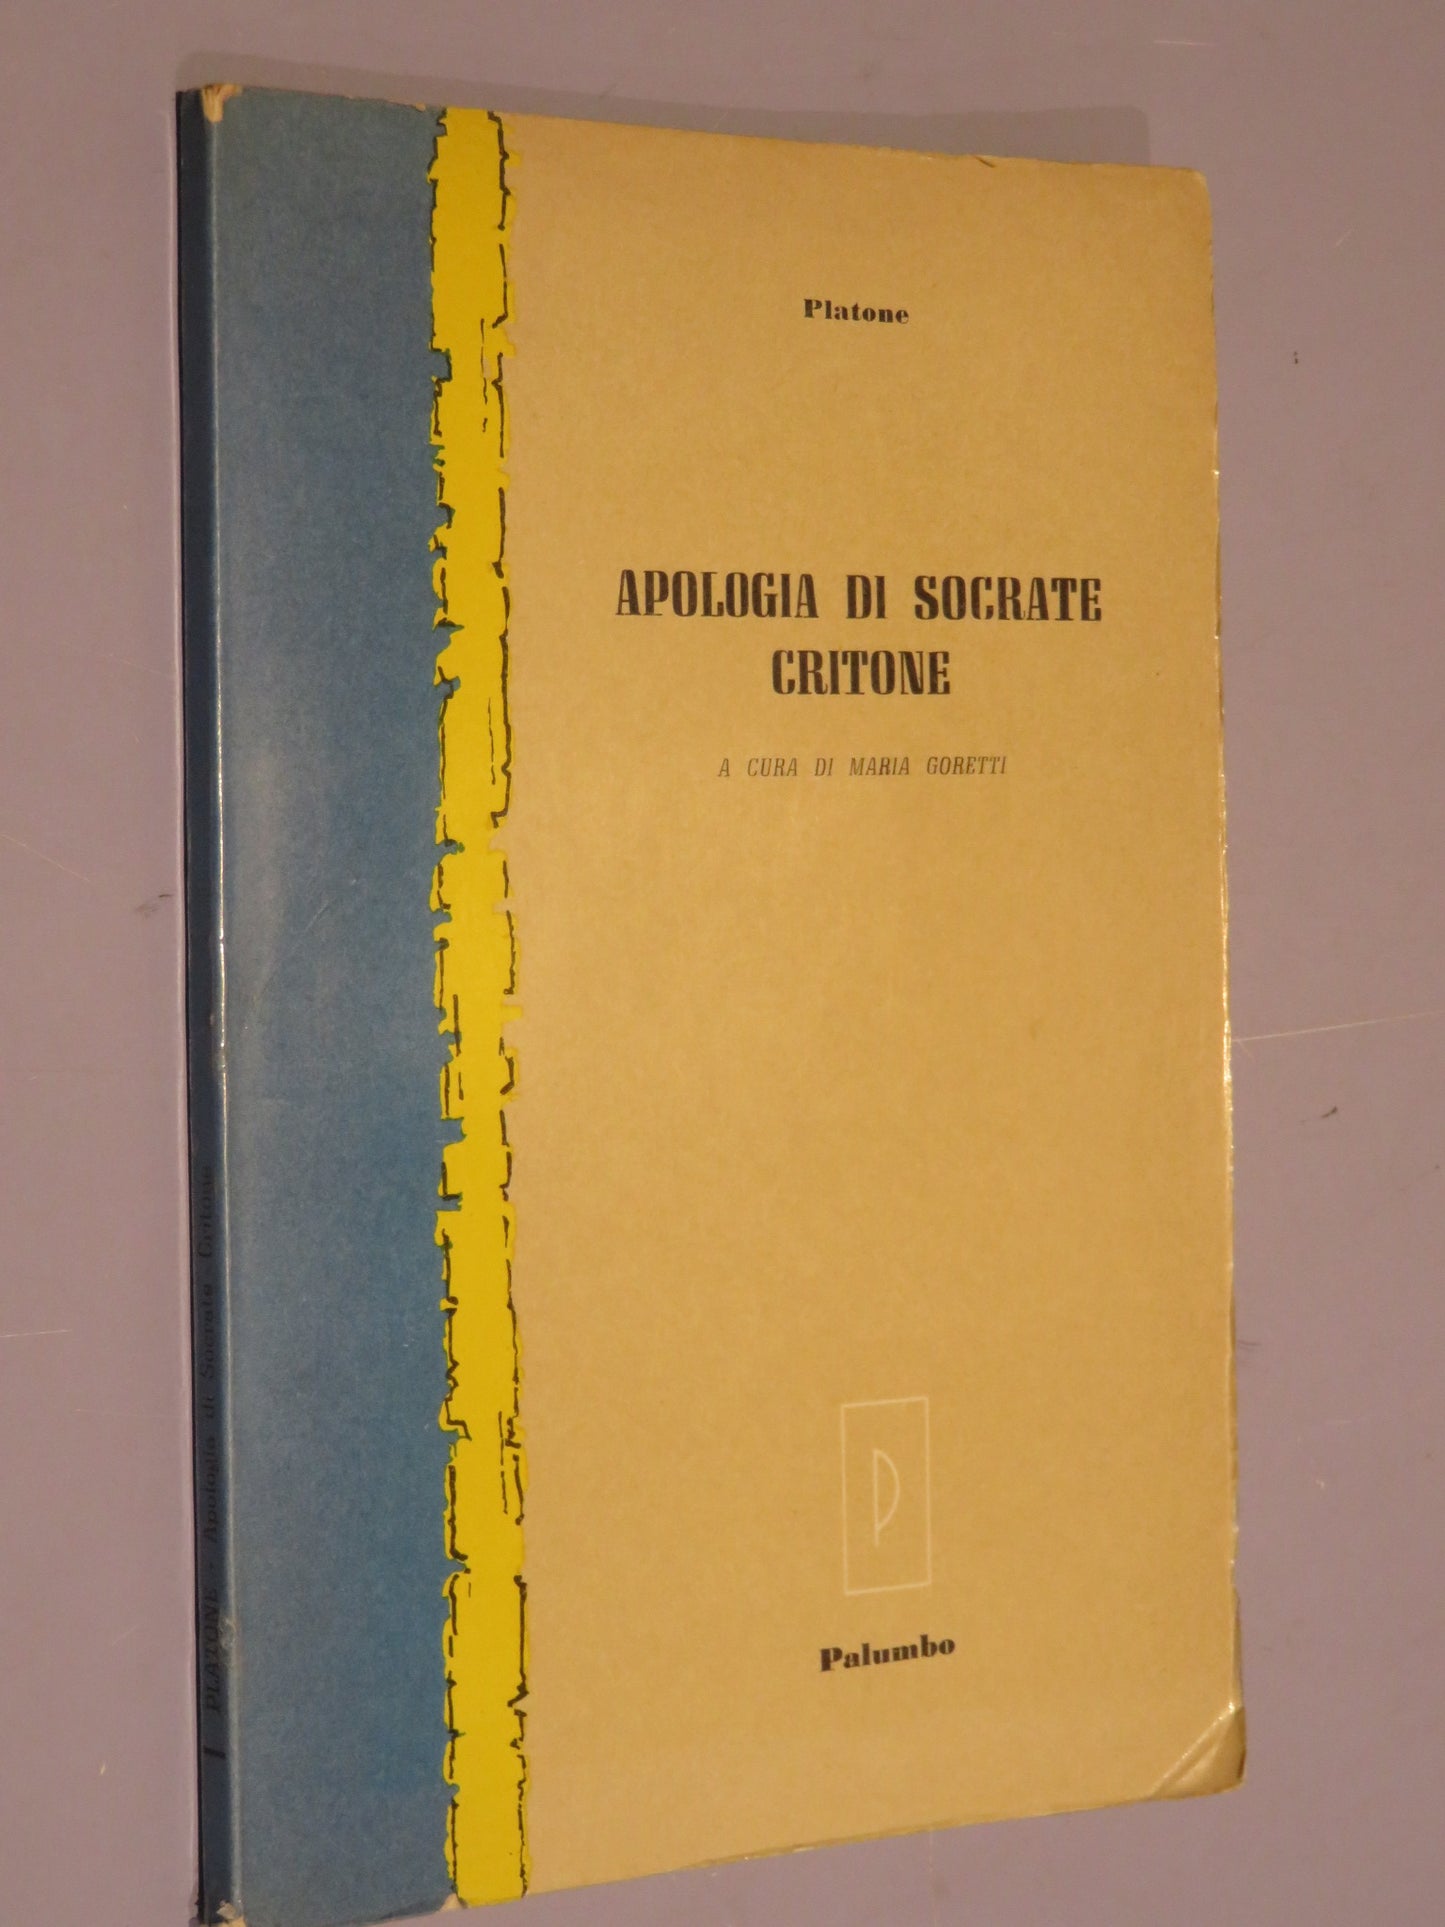 Platone
APOLOGIA DI SOCRATE
CRITONE
A CURA DI MARIA GORETTI
P
Palumbo
PLATONE - Apologia di Socrate Critone